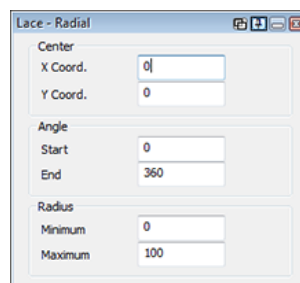 Lace - Radial
Center
X Coord. 0
Y Coord. 0
Angle
Start 0
End 360
Radius
Minimum 0
Maximum 100